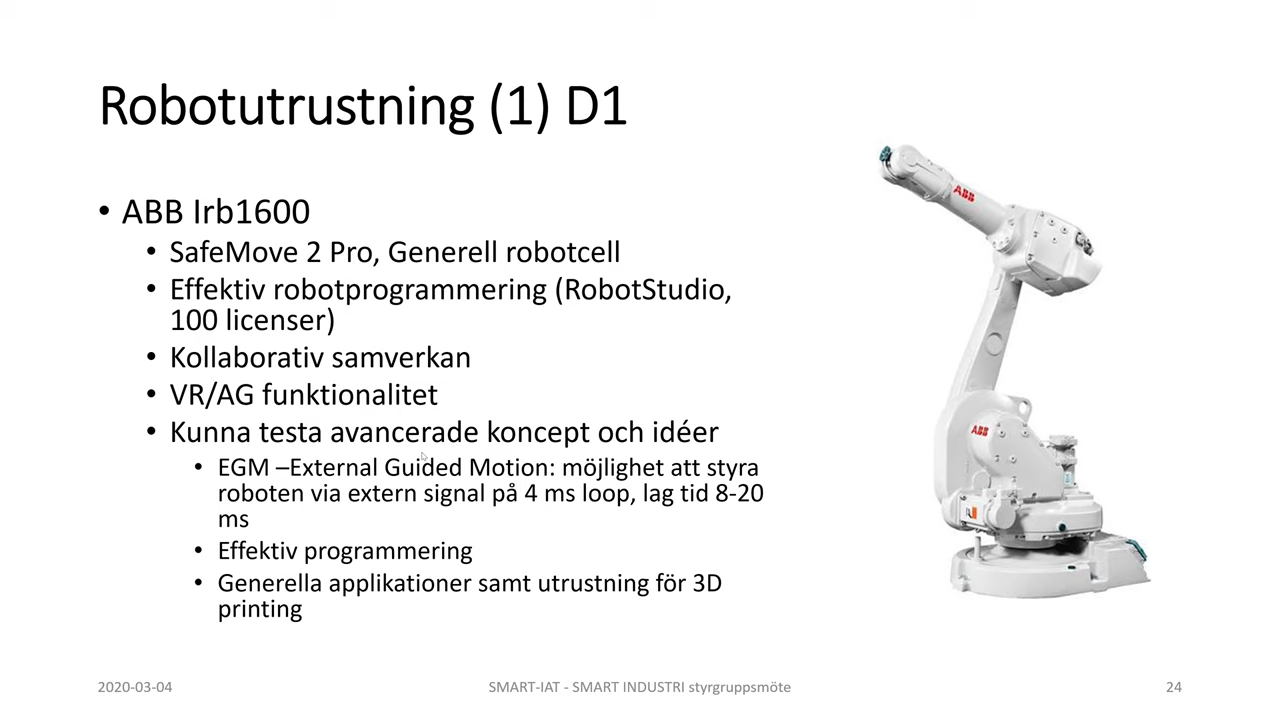 Robotutrustning (1) D1
• ABB Irb1600
• SafeMove 2 Pro, Generell robotcell
• Effektiv robotprogrammering (RobotStudio,
100 licenser)
• Kollaborativ samverkan
• VR/AG funktionalitet
• Kunna testa avancerade koncept och idéer
• EGM –External Guided Motion: möjlighet att styra
roboten via extern signal på 4 ms loop, lag tid 8-20
ms
• Effektiv programmering
• Generella applikationer samt utrustning för 3D
printing
ABB
ABB
2020-03-04
SMART-IAT - SMART INDUSTRI styrgruppsmöte
24